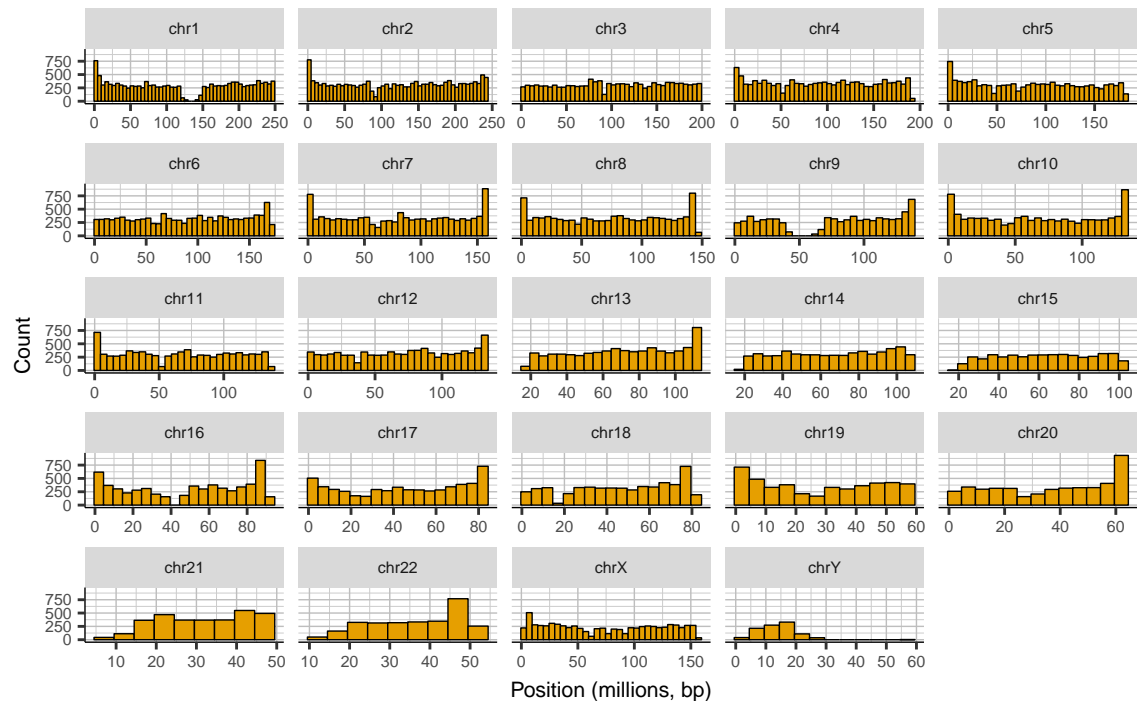 chr1 chr2 chr3 chr4 chr5
750
500
250
0
0 50 100 150 200 250 0 50 100 150 200 250 0 50 100 150 200 0 50 100 150 200 0 50 100 150
chr6 chr7 chr8 chr9 chr10
750
500
250
0
0 50 100 150 0 50 100 150 0 50 100 150 0 50 100 0 50 100
chr11 chr12 chr13 chr14 chr15
Count
750
500
250
0
0 50 100 0 50 100 20 40 60 80 100 20 40 60 80 100 20 40 60 80 100
chr16 chr17 chr18 chr19 chr20
750
500
250
0
0 20 40 60 80 0 20 40 60 80 0 20 40 60 80 0 10 20 30 40 50 60 0 20 40 60
chr21 chr22 chrX chrY
750
500
250
0
10 20 30 40 50 10 20 30 40 50 0 50 100 150 0 10 20 30 40 50 60
Position (millions, bp)